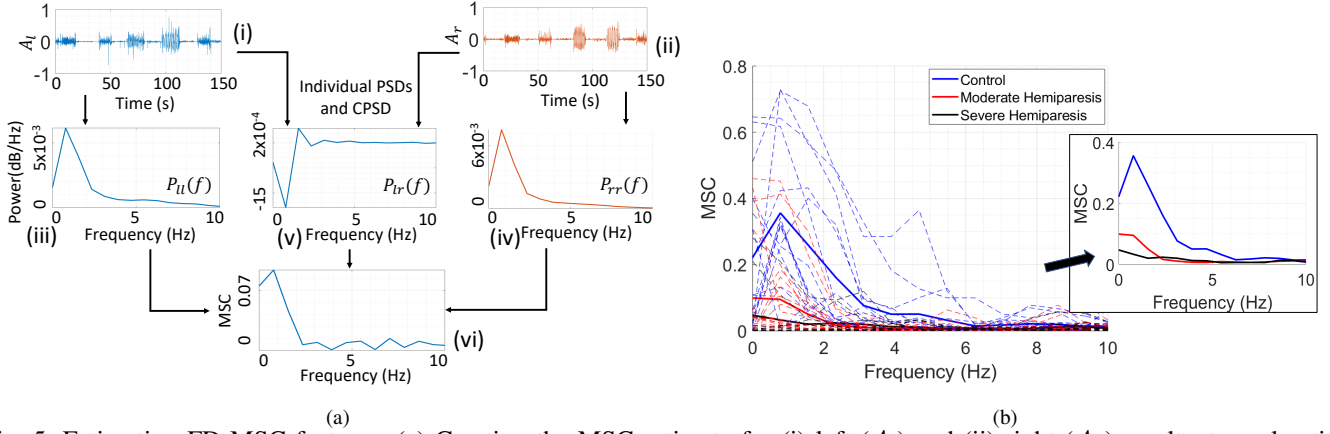 1
0
-1
A_l
0
50
100
150
Time (s)
(i)
1
0
-1
A_r
0
50
100
150
Time (s)
(ii)
Individual PSDs
and CPSD
Power(dB/Hz)
5x10^-3
0
P_ll(f)
0
5
10
Frequency (Hz)
(iii)
2x10^-4
-15
P_lr(f)
0
5
10
Frequency (Hz)
(v)
6x10^-3
0
P_rr(f)
0
5
10
Frequency (Hz)
(iv)
MSC
0.07
0
0
5
10
Frequency (Hz)
(vi)
(a)
0.8
0.6
0.4
0.2
0
MSC
0
2
4
6
8
10
Frequency (Hz)
Control
Moderate Hemiparesis
Severe Hemiparesis
0.4
0.2
0
MSC
0
5
10
Frequency (Hz)
(b)